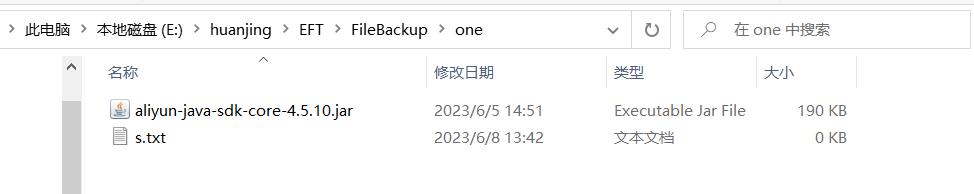 此电脑 > 本地磁盘 (E:) > huanjing > EFT > FileBackup > one 在 one 中搜索
名称 修改日期 类型 大小
aliyun-java-sdk-core-4.5.10.jar 2023/6/5 14:51 Executable Jar File 190 KB
s.txt 2023/6/8 13:42 文本文档 0 KB